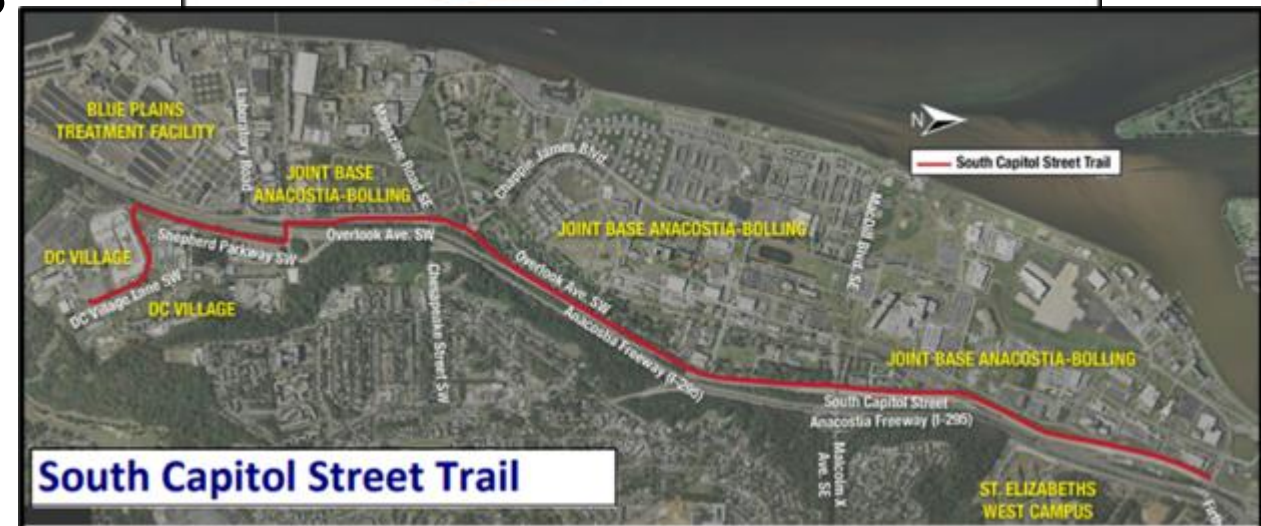 BLUE PLAINS
TREATMENT FACILITY
Laboratory Road
Magazine Road SE
JOINT BASE
ANACOSTIA-BOLLING
Chappie James Blvd
N
South Capitol Street Trail
DC VILLAGE
Shepherd Parkway SW
Overlook Ave. SW
JOINT BASE ANACOSTIA-BOLLING
MacDill Blvd. SE
DC Village Lane SW
DC VILLAGE
Chesapeake Street SW
Overlook Ave. SW
Anacostia Freeway (I-295)
JOINT BASE ANACOSTIA-BOLLING
South Capitol Street
Anacostia Freeway (I-295)
Malcolm X
Ave. SE
ST. ELIZABETHS
WEST CAMPUS
South Capitol Street Trail